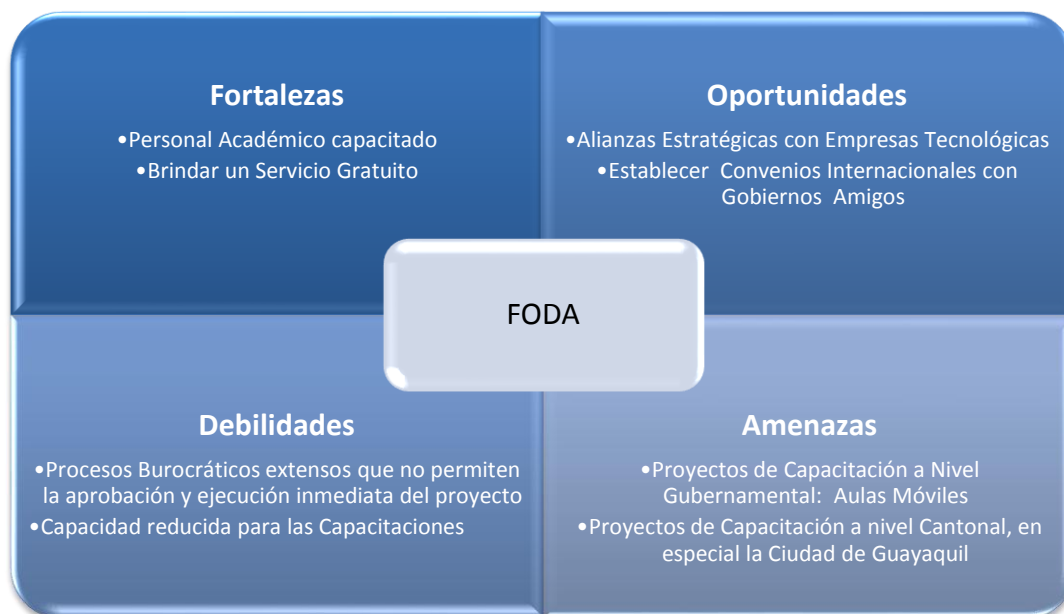 Fortalezas
•Personal Académico capacitado
•Brindar un Servicio Gratuito
Oportunidades
•Alianzas Estratégicas con Empresas Tecnológicas
•Establecer Convenios Internacionales con
Gobiernos Amigos
FODA
Debilidades
•Procesos Burocráticos extensos que no permiten
la aprobación y ejecución inmediata del proyecto
•Capacidad reducida para las Capacitaciones
Amenazas
•Proyectos de Capacitación a Nivel
Gubernamental: Aulas Móviles
•Proyectos de Capacitación a nivel Cantonal, en
especial la Ciudad de Guayaquil